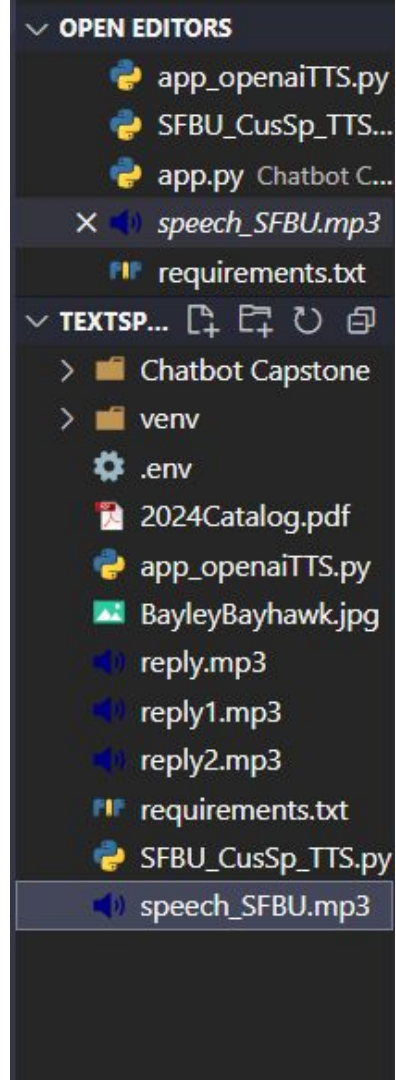 OPEN EDITORS
app_openaiTTS.py
SFBU_CusSp_TTS...
app.py Chatbot C...
speech_SFBU.mp3
requirements.txt
TEXTSP...
Chatbot Capstone
venv
.env
2024Catalog.pdf
app_openaiTTS.py
BayleyBayhawk.jpg
reply.mp3
reply1.mp3
reply2.mp3
requirements.txt
SFBU_CusSp_TTS.py
speech_SFBU.mp3